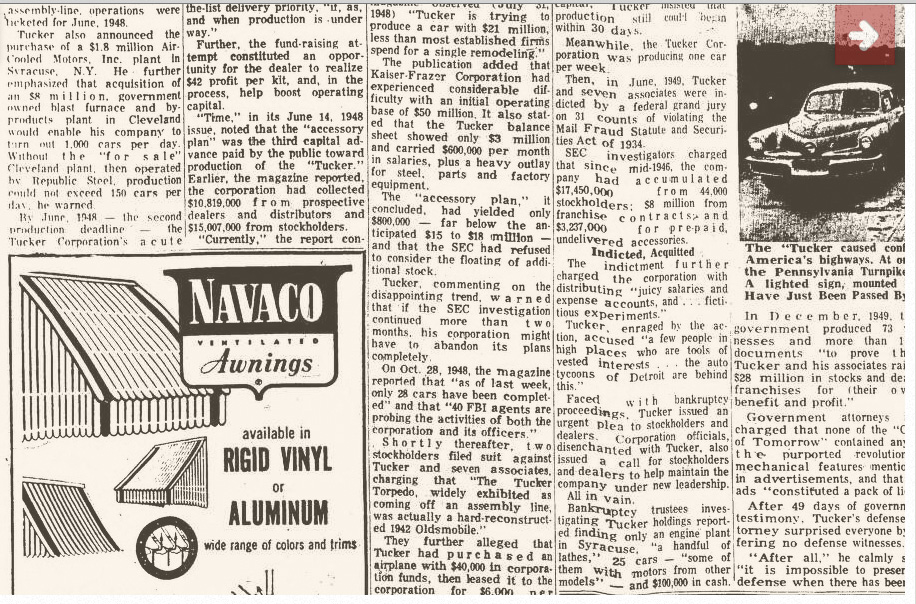 assembly-line, operations were
ticketed for June, 1948.
Tucker also announced the
purchase of a $1.8 million Air-
Cooled Motors, Inc. plant in
Syracuse, N.Y. He further
emphasized that acquisition of
an $8 million, government
owned blast furnace and by-
products plant in Cleveland
would enable his company to
turn out 1,000 cars per day.
Without the "for sale"
Cleveland plant, then operated
by Republic Steel, production
could not exceed 150 cars per
day, he warned.
By June, 1948 — the second
production deadline — the
Tucker Corporation's acute
the-list delivery priority, "if, as,
and when production is under
way."
Further, the fund-raising at-
tempt constituted an oppor-
tunity for the dealer to realize
$42 profit per kit, and, in the
process, help boost operating
capital.
"Time," in its June 14, 1948
issue, noted that the "accessory
plan" was the third capital ad-
vance paid by the public toward
production of the "Tucker."
Earlier, the magazine reported,
the corporation had collected
$10,819,000 from prospective
dealers and distributors and
$15,007,000 from stockholders.
"Currently," the report con-
NAVACO
VENTILATED
Awnings
available in
RIGID VINYL
or
ALUMINUM
wide range of colors and trims
observed (July 31,
1948) "Tucker is trying to
produce a car with $21 million,
less than most established firms
spend for a single remodeling."
The publication added that
Kaiser-Frazer Corporation had
experienced considerable dif-
ficulty with an initial operating
base of $50 million. It also stat-
ed that the Tucker balance
sheet showed only $3 million
and carried $600,000 per month
in salaries, plus a heavy outlay
for steel, parts and factory
equipment.
The "accessory plan," it
concluded, had yielded only
$800,000 — far below the an-
ticipated $15 to $18 million —
and that the SEC had refused
to consider the floating of addi-
tional stock.
Tucker, commenting on the
disappointing trend, warned
that if the SEC investigation
continued more than two
months, his corporation might
have to abandon its plans
completely.
On Oct. 28, 1948, the magazine
reported that "as of last week,
only 28 cars have been complet-
ed" and that "40 FBI agents are
probing the activities of both the
corporation and its officers."
Shortly thereafter, two
stockholders filed suit against
Tucker and seven associates,
charging that "The Tucker
Torpedo, widely exhibited as
coming off an assembly line,
was actually a hard-reconstruct-
ed 1942 Oldsmobile."
They further alleged that
Tucker had purchased an
airplane with $40,000 in corpora-
tion funds, then leased it to the
corporation for $6,000 per
capital, Tucker insisted that
production still could begin
within 30 days.
Meanwhile, the Tucker Cor-
poration was producing one car
per week.
Then, in June, 1949, Tucker
and seven associates were in-
dicted by a federal grand jury
on 31 counts of violating the
Mail Fraud Statute and Securi-
ties Act of 1934.
SEC investigators charged
that since mid-1946, the com-
pany had accumulated
$17,450,000 from 44,000
stockholders; $8 million from
franchise contracts; and
$3,237,000 for pre-paid,
undelivered accessories.
Indicted, Acquitted
The indictment further
charged the corporation with
distributing "juicy salaries and
expense accounts, and . . . ficti-
tious experiments."
Tucker, enraged by the ac-
tion, accused "a few people in
high places who are tools of
vested interests . . . the auto
tycoons of Detroit are behind
this."
Faced with bankruptcy
proceedings, Tucker issued an
urgent plea to stockholders and
dealers. Corporation officials,
disenchanted with Tucker, also
issued a call for stockholders
and dealers to help maintain the
company under new leadership.
All in vain.
Bankruptcy trustees inves-
tigating Tucker holdings report-
ed finding only an engine plant
in Syracuse, "a handful of
lathes," 25 cars — "some of
them with motors from other
models" — and $100,000 in cash.
The "Tucker caused conf
America's highways. At on
the Pennsylvania Turnpike
A lighted sign, mounted
Have Just Been Passed By
In December, 1949, t
government produced 73
nesses and more than 1
documents "to prove th
Tucker and his associates rai
$28 million in stocks and dea
franchises for their ow
benefit and profit."
Government attorneys
charged that none of the "C
of Tomorrow" contained any
the purported revolution
mechanical features mentio
in advertisements, and that
ads "constituted a pack of li
After 49 days of governm
testimony, Tucker's defense
torney surprised everyone by
fering no defense witnesses.
"After all," he calmly s
"it is impossible to presen
defense when there has been